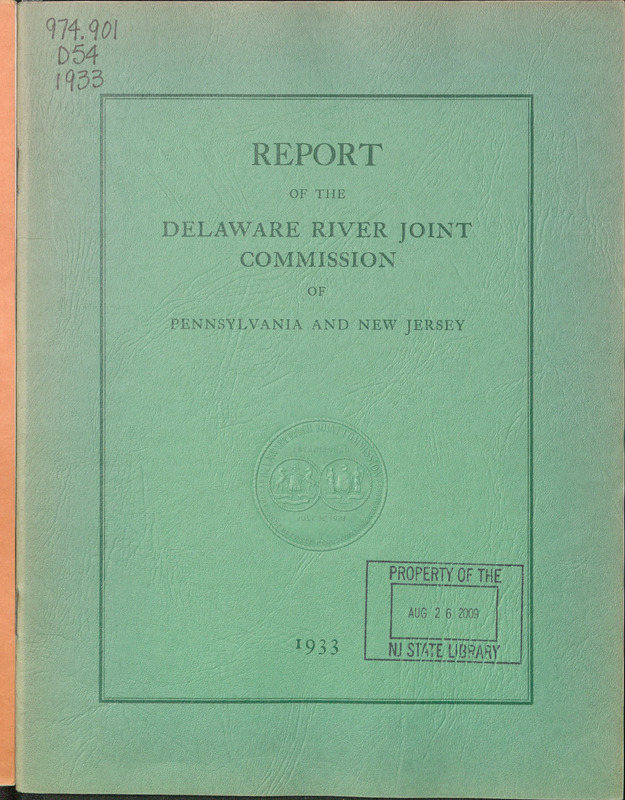 974.901
D54
1933
REPORT
OF THE
DELAWARE RIVER JOINT
COMMISSION
OF
PENNSYLVANIA AND NEW JERSEY
1933
PROPERTY OF THE
AUG 26 2009
NJ STATE LIBRARY